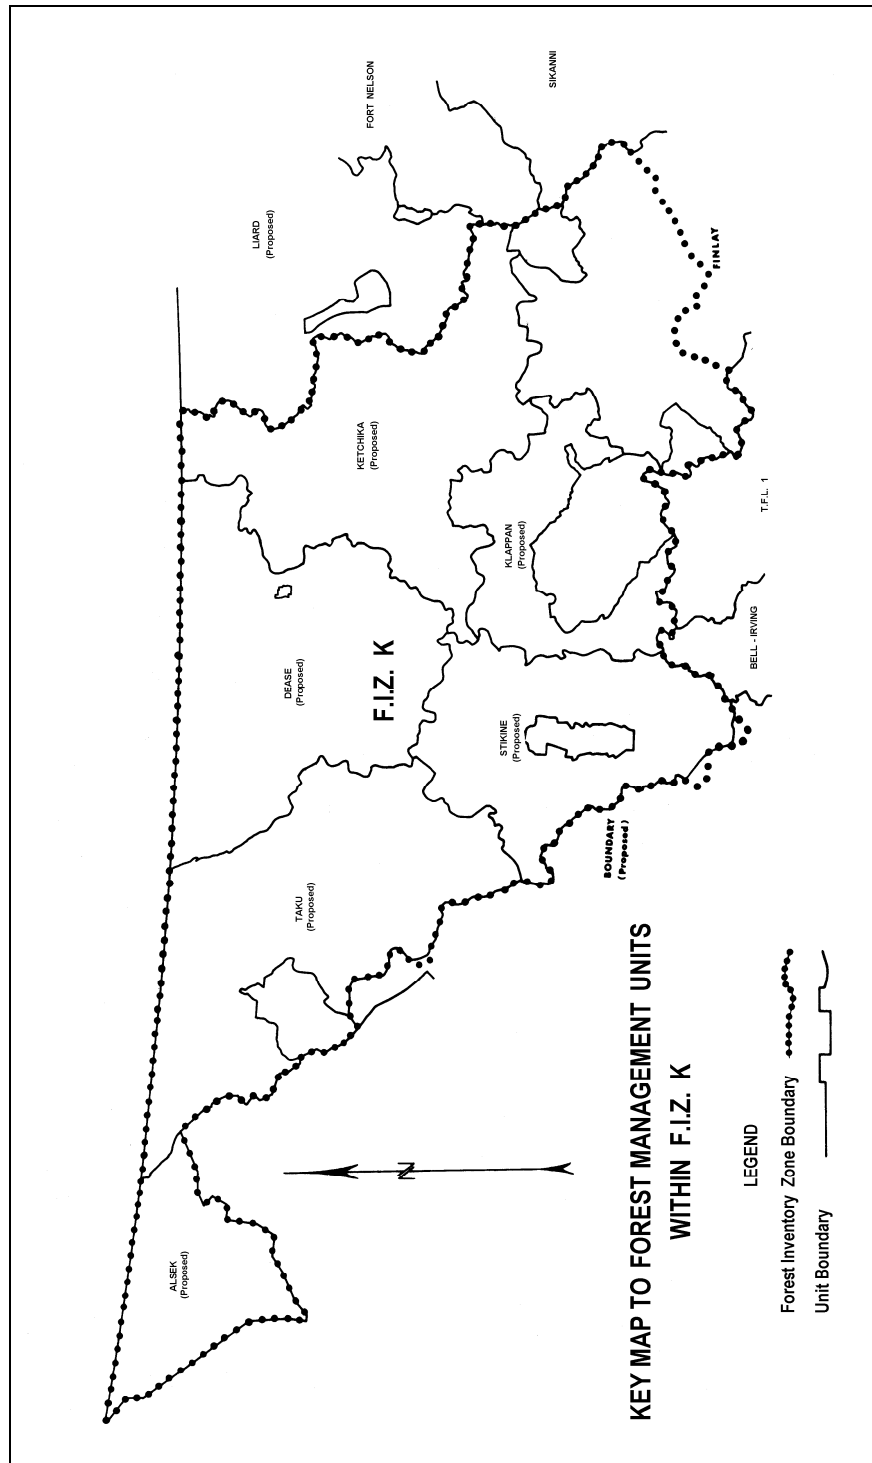 SIKANNI
FORT NELSON
LIARD
(Proposed)
FINLAY
KETCHIKA
(Proposed)
KLAPPAN
(Proposed)
T.F.L. 1
DEASE
(Proposed)
F.I.Z. K
STIKINE
(Proposed)
BELL - IRVING
BOUNDARY
(Proposed)
TAKU
(Proposed)
ALSEK
(Proposed)
N
KEY MAP TO FOREST MANAGEMENT UNITS
WITHIN F.I.Z. K
LEGEND
Forest Inventory Zone Boundary
Unit Boundary